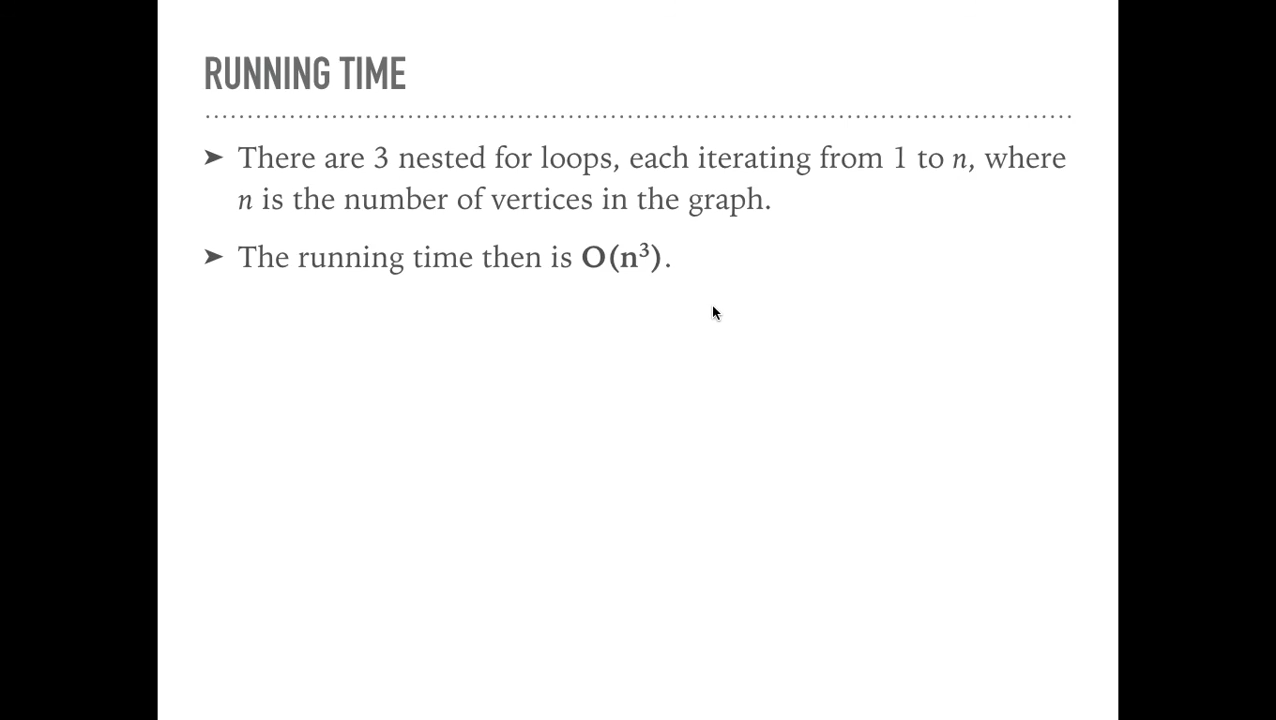 RUNNING TIME
➤ There are 3 nested for loops, each iterating from 1 to n, where
n is the number of vertices in the graph.
➤ The running time then is O(n³).